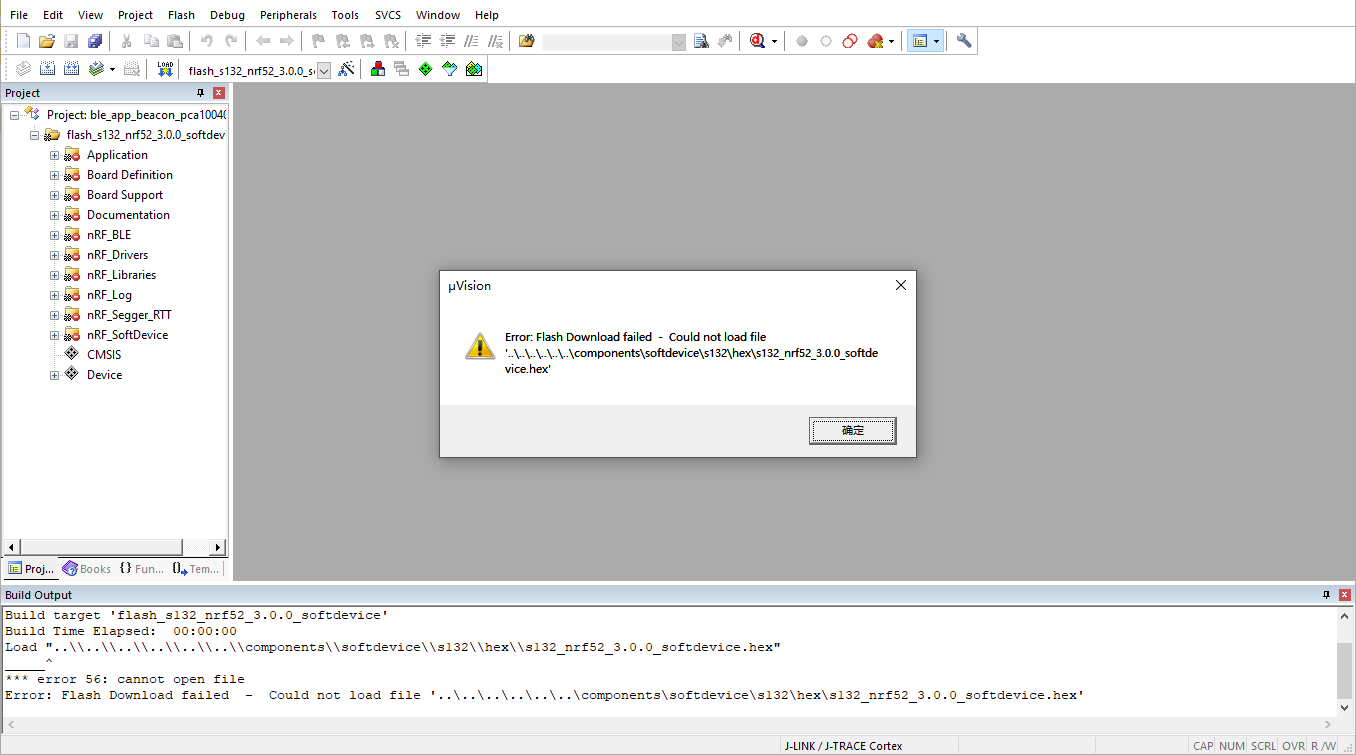 File Edit View Project Flash Debug Peripherals Tools SVCS Window Help
LOAD
flash_s132_nrf52_3.0.0_s
Project
Project: ble_app_beacon_pca10040
flash_s132_nrf52_3.0.0_softdev
Application
Board Definition
Board Support
Documentation
nRF_BLE
nRF_Drivers
nRF_Libraries
nRF_Log
nRF_Segger_RTT
nRF_SoftDevice
CMSIS
Device
µVision
Error: Flash Download failed - Could not load file
'..\..\..\..\..\..\components\softdevice\s132\hex\s132_nrf52_3.0.0_softde
vice.hex'
确定
Proj... Books {} Fun... Tem...
Build Output
Build target 'flash_s132_nrf52_3.0.0_softdevice'
Build Time Elapsed: 00:00:00
Load "..\\..\\..\\..\\..\\..\\components\\softdevice\\s132\\hex\\s132_nrf52_3.0.0_softdevice.hex"
______^
*** error 56: cannot open file
Error: Flash Download failed - Could not load file '..\..\..\..\..\..\components\softdevice\s132\hex\s132_nrf52_3.0.0_softdevice.hex'
J-LINK / J-TRACE Cortex CAP NUM SCRL OVR R/W